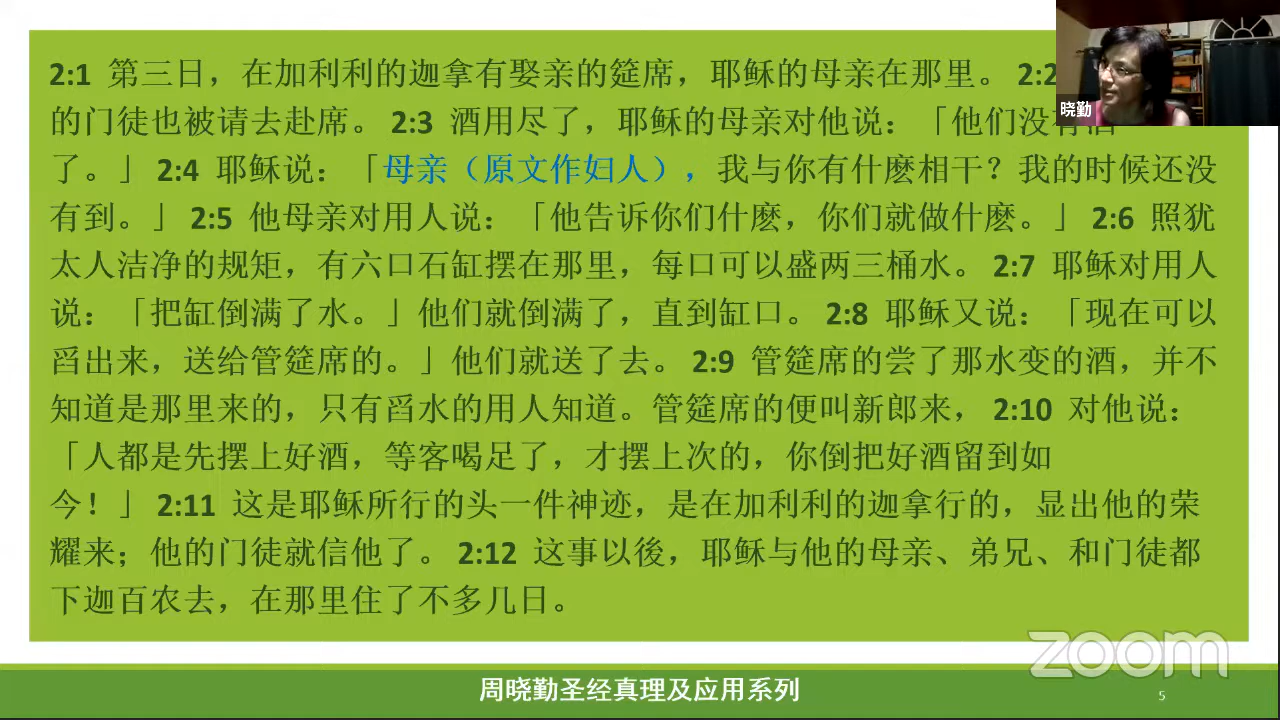 2:1 第三日，在加利利的迦拿有娶亲的筵席，耶稣的母亲在那里。 2:2
的门徒也被请去赴席。 2:3 酒用尽了，耶稣的母亲对他说：「他们没有酒
了。」 2:4 耶稣说：「母亲（原文作妇人），我与你有什麽相干？我的时候还没
有到。」 2:5 他母亲对用人说：「他告诉你们什麽，你们就做什麽。」 2:6 照犹
太人洁净的规矩，有六口石缸摆在那里，每口可以盛两三桶水。 2:7 耶稣对用人
说：「把缸倒满了水。」他们就倒满了，直到缸口。 2:8 耶稣又说：「现在可以
舀出来，送给管筵席的。」他们就送了去。 2:9 管筵席的尝了那水变的酒，并不
知道是那里来的，只有舀水的用人知道。管筵席的便叫新郎来， 2:10 对他说：
「人都是先摆上好酒，等客喝足了，才摆上次的，你倒把好酒留到如
今！」 2:11 这是耶稣所行的头一件神迹，是在加利利的迦拿行的，显出他的荣
耀来；他的门徒就信他了。 2:12 这事以後，耶稣与他的母亲、弟兄、和门徒都
下迦百农去，在那里住了不多几日。
晓勤
zoom
周晓勤圣经真理及应用系列
5